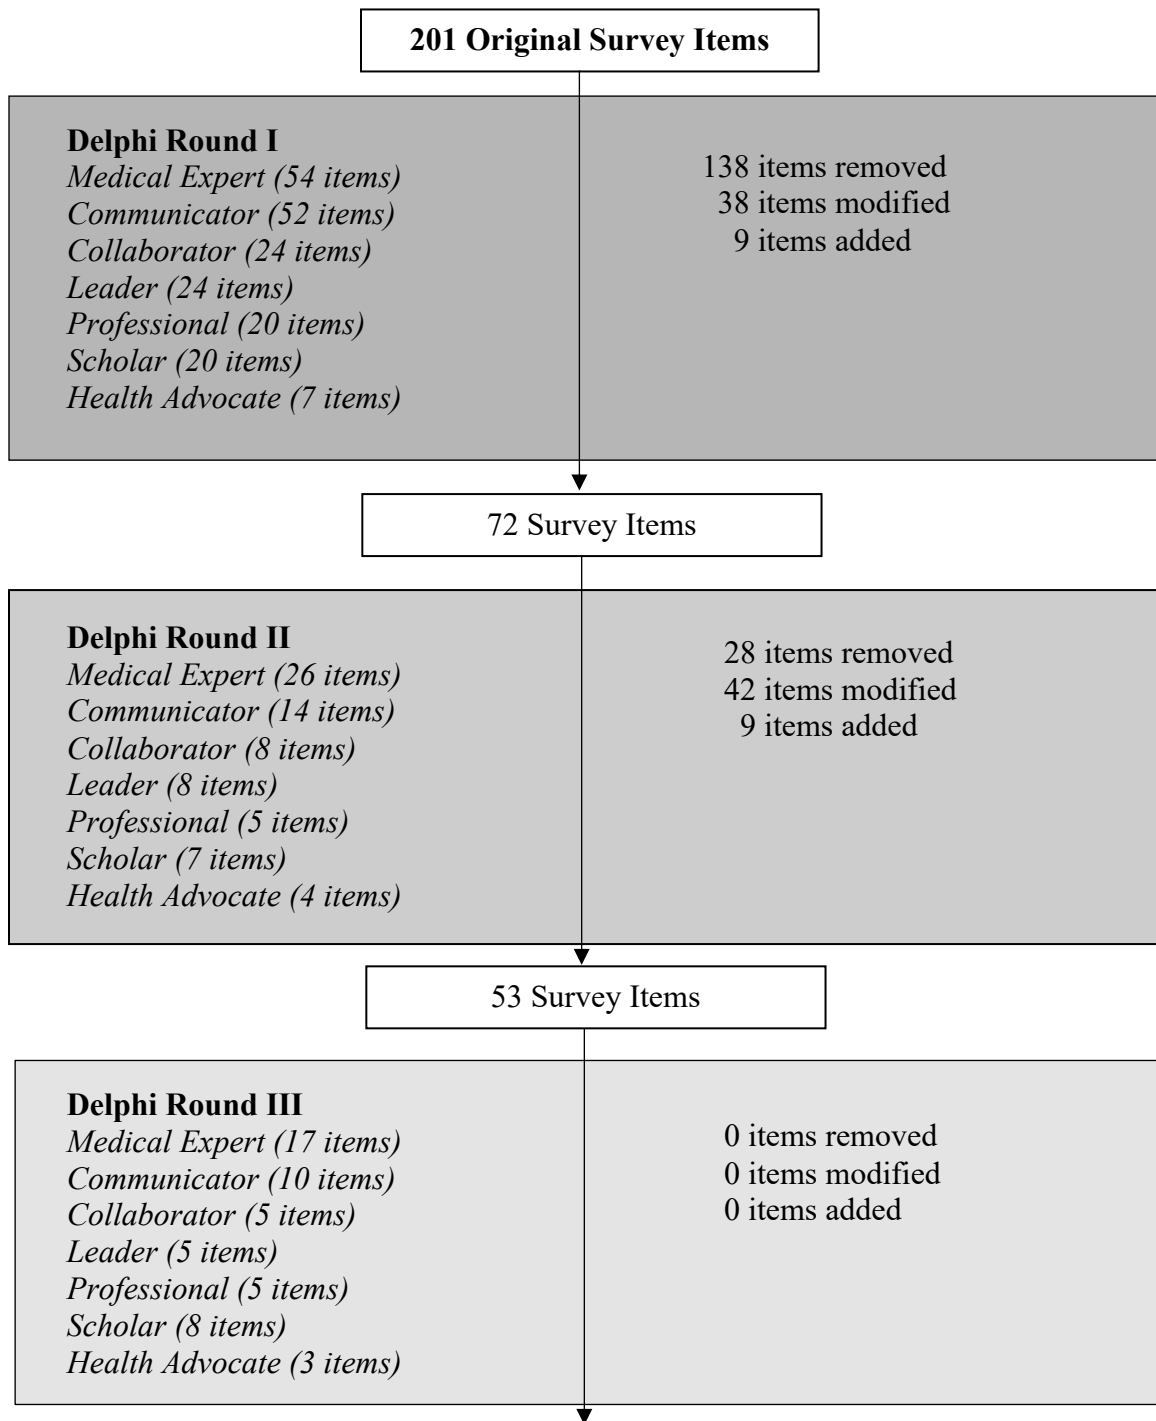 201 Original Survey Items
Delphi Round I
Medical Expert (54 items)
Communicator (52 items)
Collaborator (24 items)
Leader (24 items)
Professional (20 items)
Scholar (20 items)
Health Advocate (7 items)
138 items removed
38 items modified
9 items added
72 Survey Items
Delphi Round II
Medical Expert (26 items)
Communicator (14 items)
Collaborator (8 items)
Leader (8 items)
Professional (5 items)
Scholar (7 items)
Health Advocate (4 items)
28 items removed
42 items modified
9 items added
53 Survey Items
Delphi Round III
Medical Expert (17 items)
Communicator (10 items)
Collaborator (5 items)
Leader (5 items)
Professional (5 items)
Scholar (8 items)
Health Advocate (3 items)
0 items removed
0 items modified
0 items added